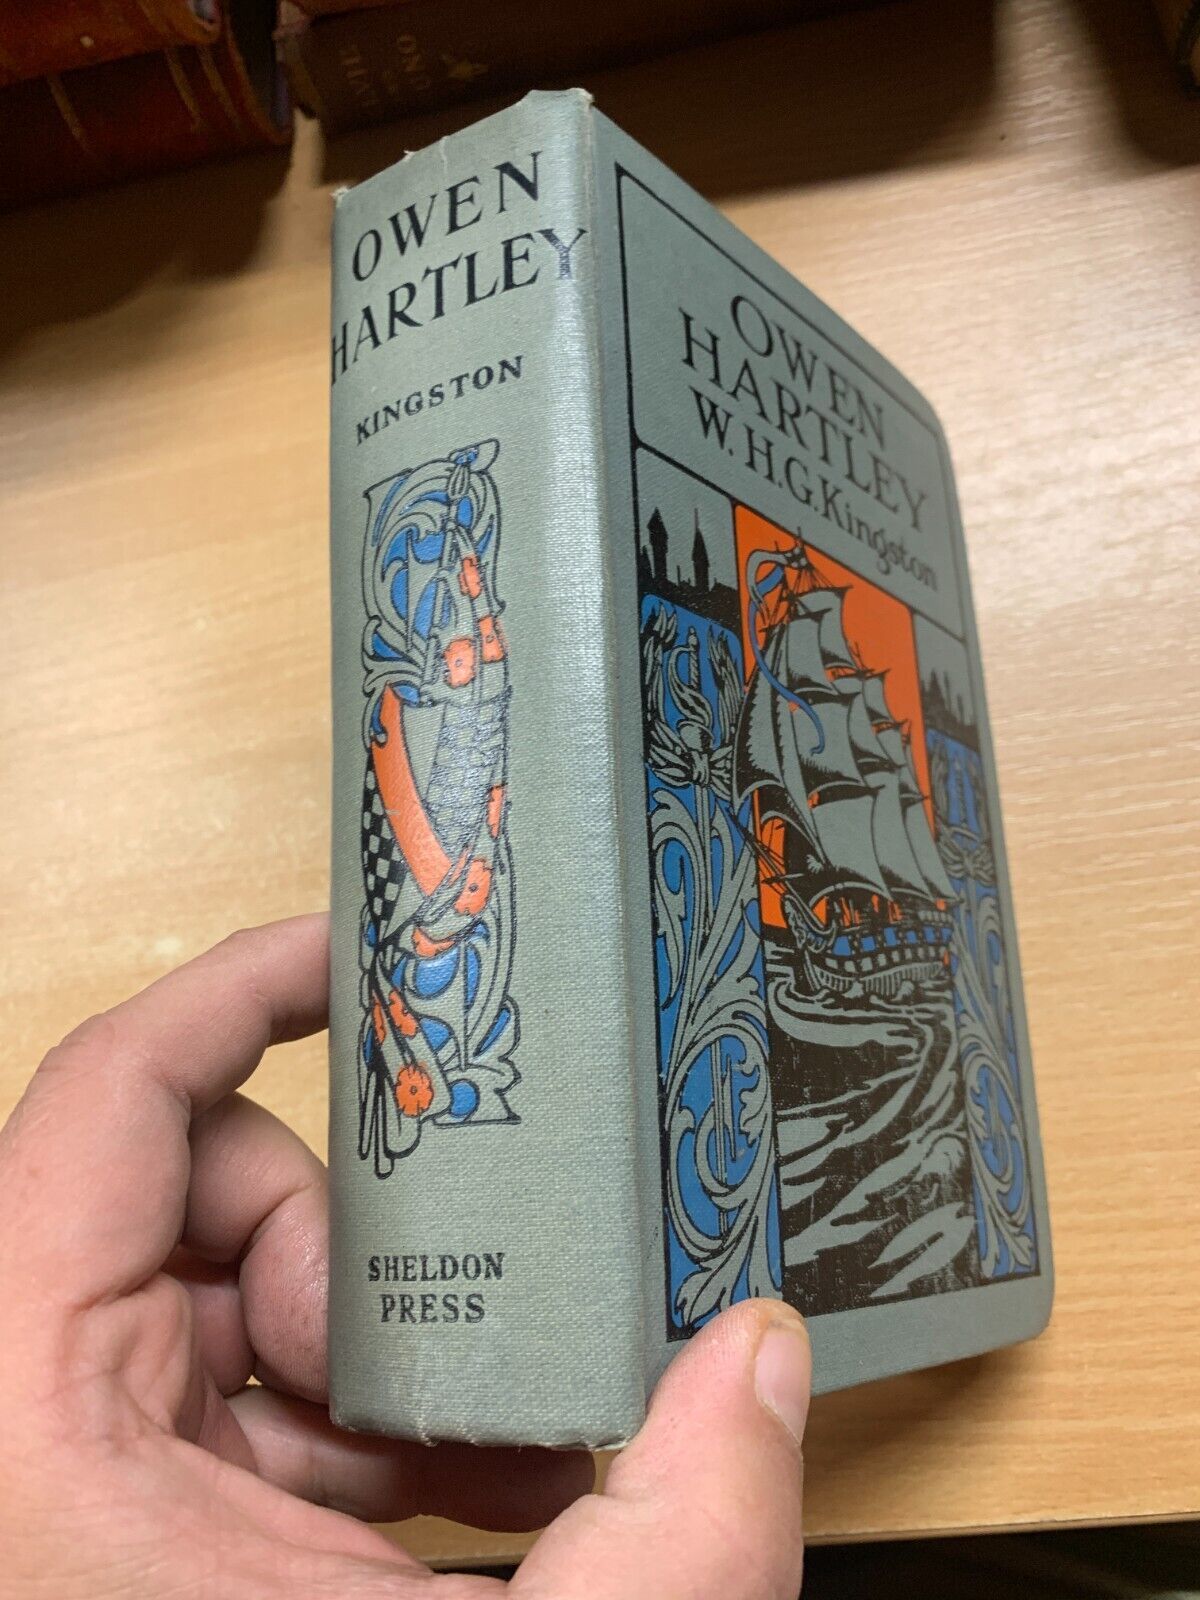 OWEN
HARTLEY
KINGSTON
SHELDON
PRESS
OWEN
HARTLEY
W.H.G.Kingston